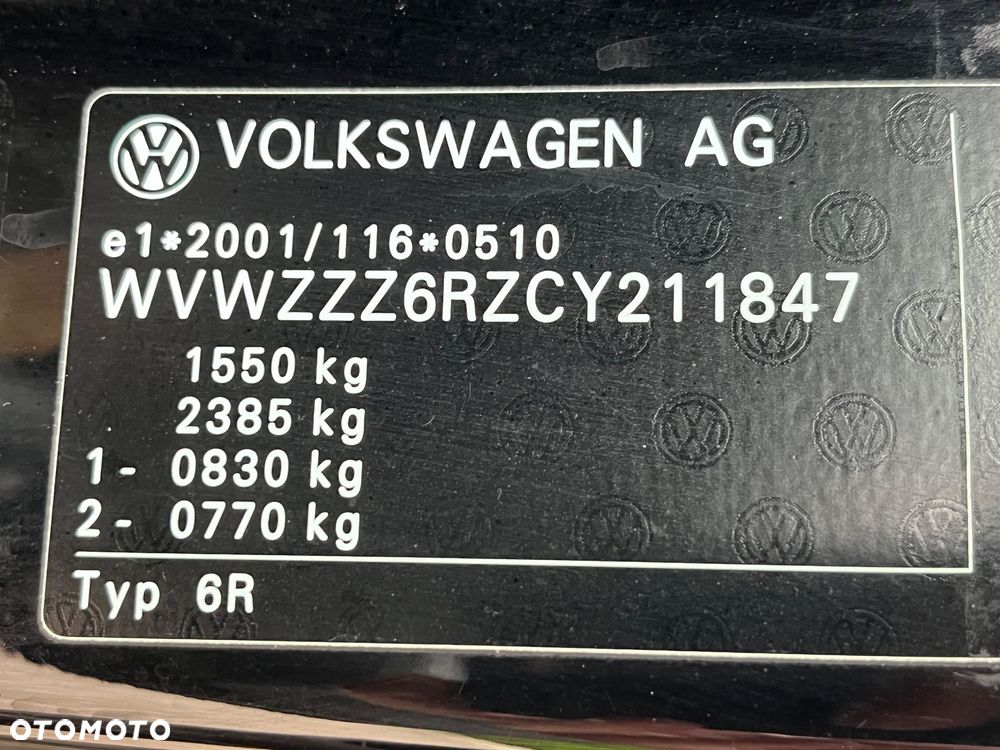 VOLKSWAGEN AG
e1*2001/116*0510
WVWZZZ6RZCY211847
1550 kg
2385 kg
1- 0830 kg
2- 0770 kg
Typ 6R
OTOMOTO